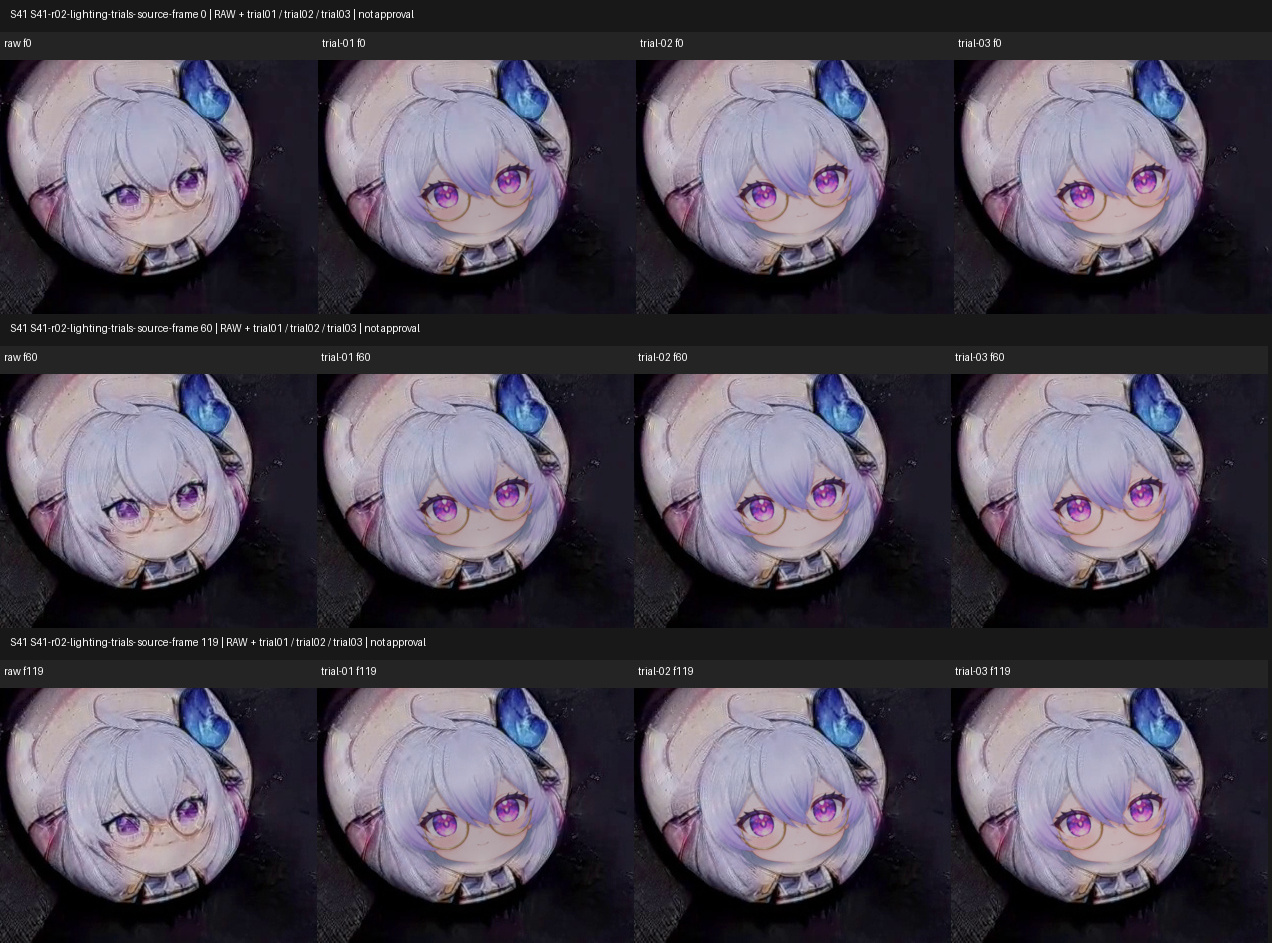 S41 S41-r02-lighting-trials-source-frame 0 | RAW + trial01 / trial02 / trial03 | not approval
raw f0 trial-01 f0 trial-02 f0 trial-03 f0
S41 S41-r02-lighting-trials-source-frame 60 | RAW + trial01 / trial02 / trial03 | not approval
raw f60 trial-01 f60 trial-02 f60 trial-03 f60
S41 S41-r02-lighting-trials-source-frame 119 | RAW + trial01 / trial02 / trial03 | not approval
raw f119 trial-01 f119 trial-02 f119 trial-03 f119